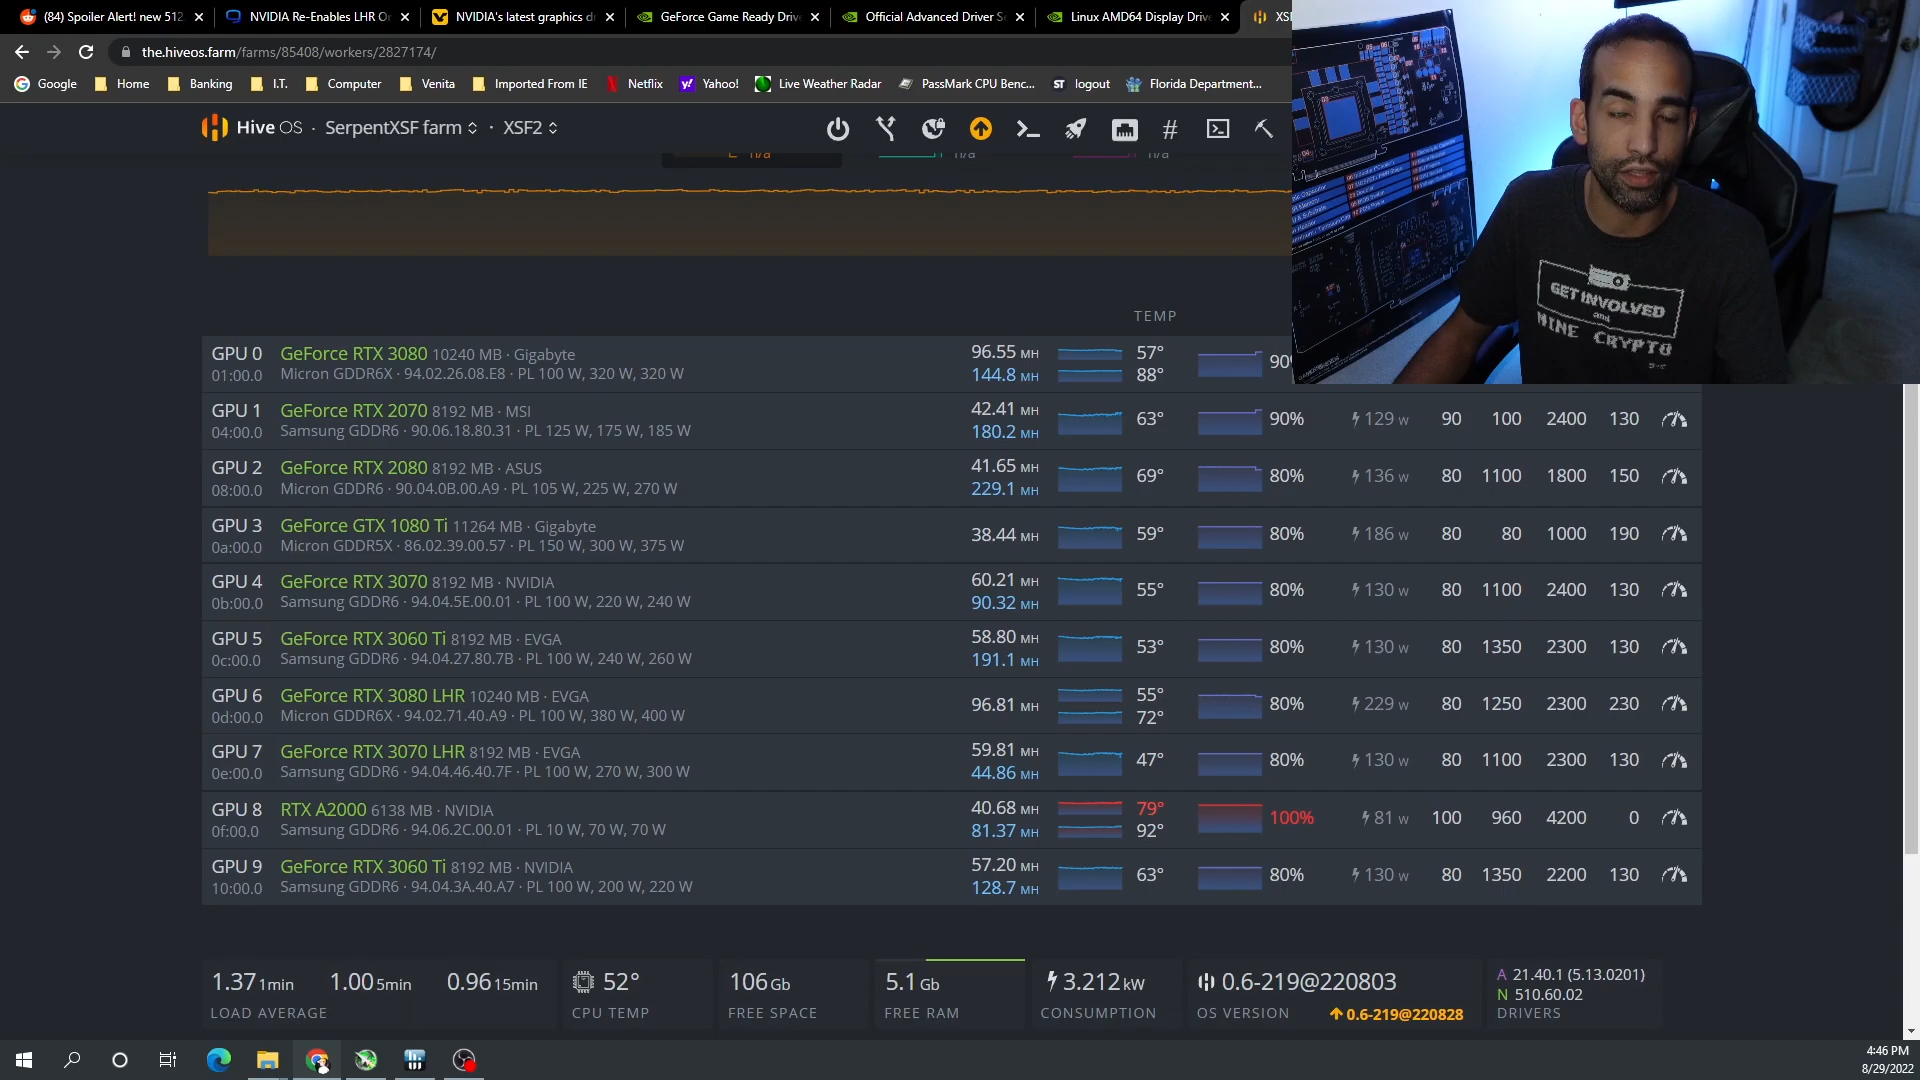 (84) Spoiler Alert! new 512
NVIDIA Re-Enables LHR On
NVIDIA's latest graphics dr
GeForce Game Ready Drive
Official Advanced Driver S
Linux AMD64 Display Drive
XSF
the.hiveos.farm/farms/85408/workers/2827174/
Google
Home
Banking
I.T.
Computer
Venita
Imported From IE
Netflix
Yahoo!
Live Weather Radar
PassMark CPU Benc...
logout
Florida Department...
Hive OS · SerpentXSF farm · XSF2
n/a
n/a
n/a
TEMP
GPU 0 GeForce RTX 3080 10240 MB · Gigabyte 96.55 MH 57° 90
01:00.0 Micron GDDR6X · 94.02.26.08.E8 · PL 100 W, 320 W, 320 W 144.8 MH 88°
GPU 1 GeForce RTX 2070 8192 MB · MSI 42.41 MH 63° 90% 129 W 90 100 2400 130
04:00.0 Samsung GDDR6 · 90.06.18.80.31 · PL 125 W, 175 W, 185 W 180.2 MH
GPU 2 GeForce RTX 2080 8192 MB · ASUS 41.65 MH 69° 80% 136 W 80 1100 1800 150
08:00.0 Micron GDDR6 · 90.04.0B.00.A9 · PL 105 W, 225 W, 270 W 229.1 MH
GPU 3 GeForce GTX 1080 Ti 11264 MB · Gigabyte 38.44 MH 59° 80% 186 W 80 80 1000 190
0a:00.0 Micron GDDR5X · 86.02.39.00.57 · PL 150 W, 300 W, 375 W
GPU 4 GeForce RTX 3070 8192 MB · NVIDIA 60.21 MH 55° 80% 130 W 80 1100 2400 130
0b:00.0 Samsung GDDR6 · 94.04.5E.00.01 · PL 100 W, 220 W, 240 W 90.32 MH
GPU 5 GeForce RTX 3060 Ti 8192 MB · EVGA 58.80 MH 53° 80% 130 W 80 1350 2300 130
0c:00.0 Samsung GDDR6 · 94.04.27.80.7B · PL 100 W, 240 W, 260 W 191.1 MH
GPU 6 GeForce RTX 3080 LHR 10240 MB · EVGA 96.81 MH 55° 80% 229 W 80 1250 2300 230
0d:00.0 Micron GDDR6X · 94.02.71.40.A9 · PL 100 W, 380 W, 400 W 72°
GPU 7 GeForce RTX 3070 LHR 8192 MB · EVGA 59.81 MH 47° 80% 130 W 80 1100 2300 130
0e:00.0 Samsung GDDR6 · 94.04.46.40.7F · PL 100 W, 270 W, 300 W 44.86 MH
GPU 8 RTX A2000 6138 MB · NVIDIA 40.68 MH 79° 100% 81 W 100 960 4200 0
0f:00.0 Samsung GDDR6 · 94.06.2C.00.01 · PL 10 W, 70 W, 70 W 81.37 MH 92°
GPU 9 GeForce RTX 3060 Ti 8192 MB · NVIDIA 57.20 MH 63° 80% 130 W 80 1350 2200 130
10:00.0 Samsung GDDR6 · 94.04.3A.40.A7 · PL 100 W, 200 W, 220 W 128.7 MH
1.37 1min 1.00 5min 0.96 15min
LOAD AVERAGE
52°
CPU TEMP
106 Gb
FREE SPACE
5.1 Gb
FREE RAM
3.212 kW
CONSUMPTION
0.6-219@220803
OS VERSION 0.6-219@220828
A 21.40.1 (5.13.0201)
N 510.60.02
DRIVERS
GET INVOLVED
and
MINE CRYPTO
4:46 PM
8/29/2022